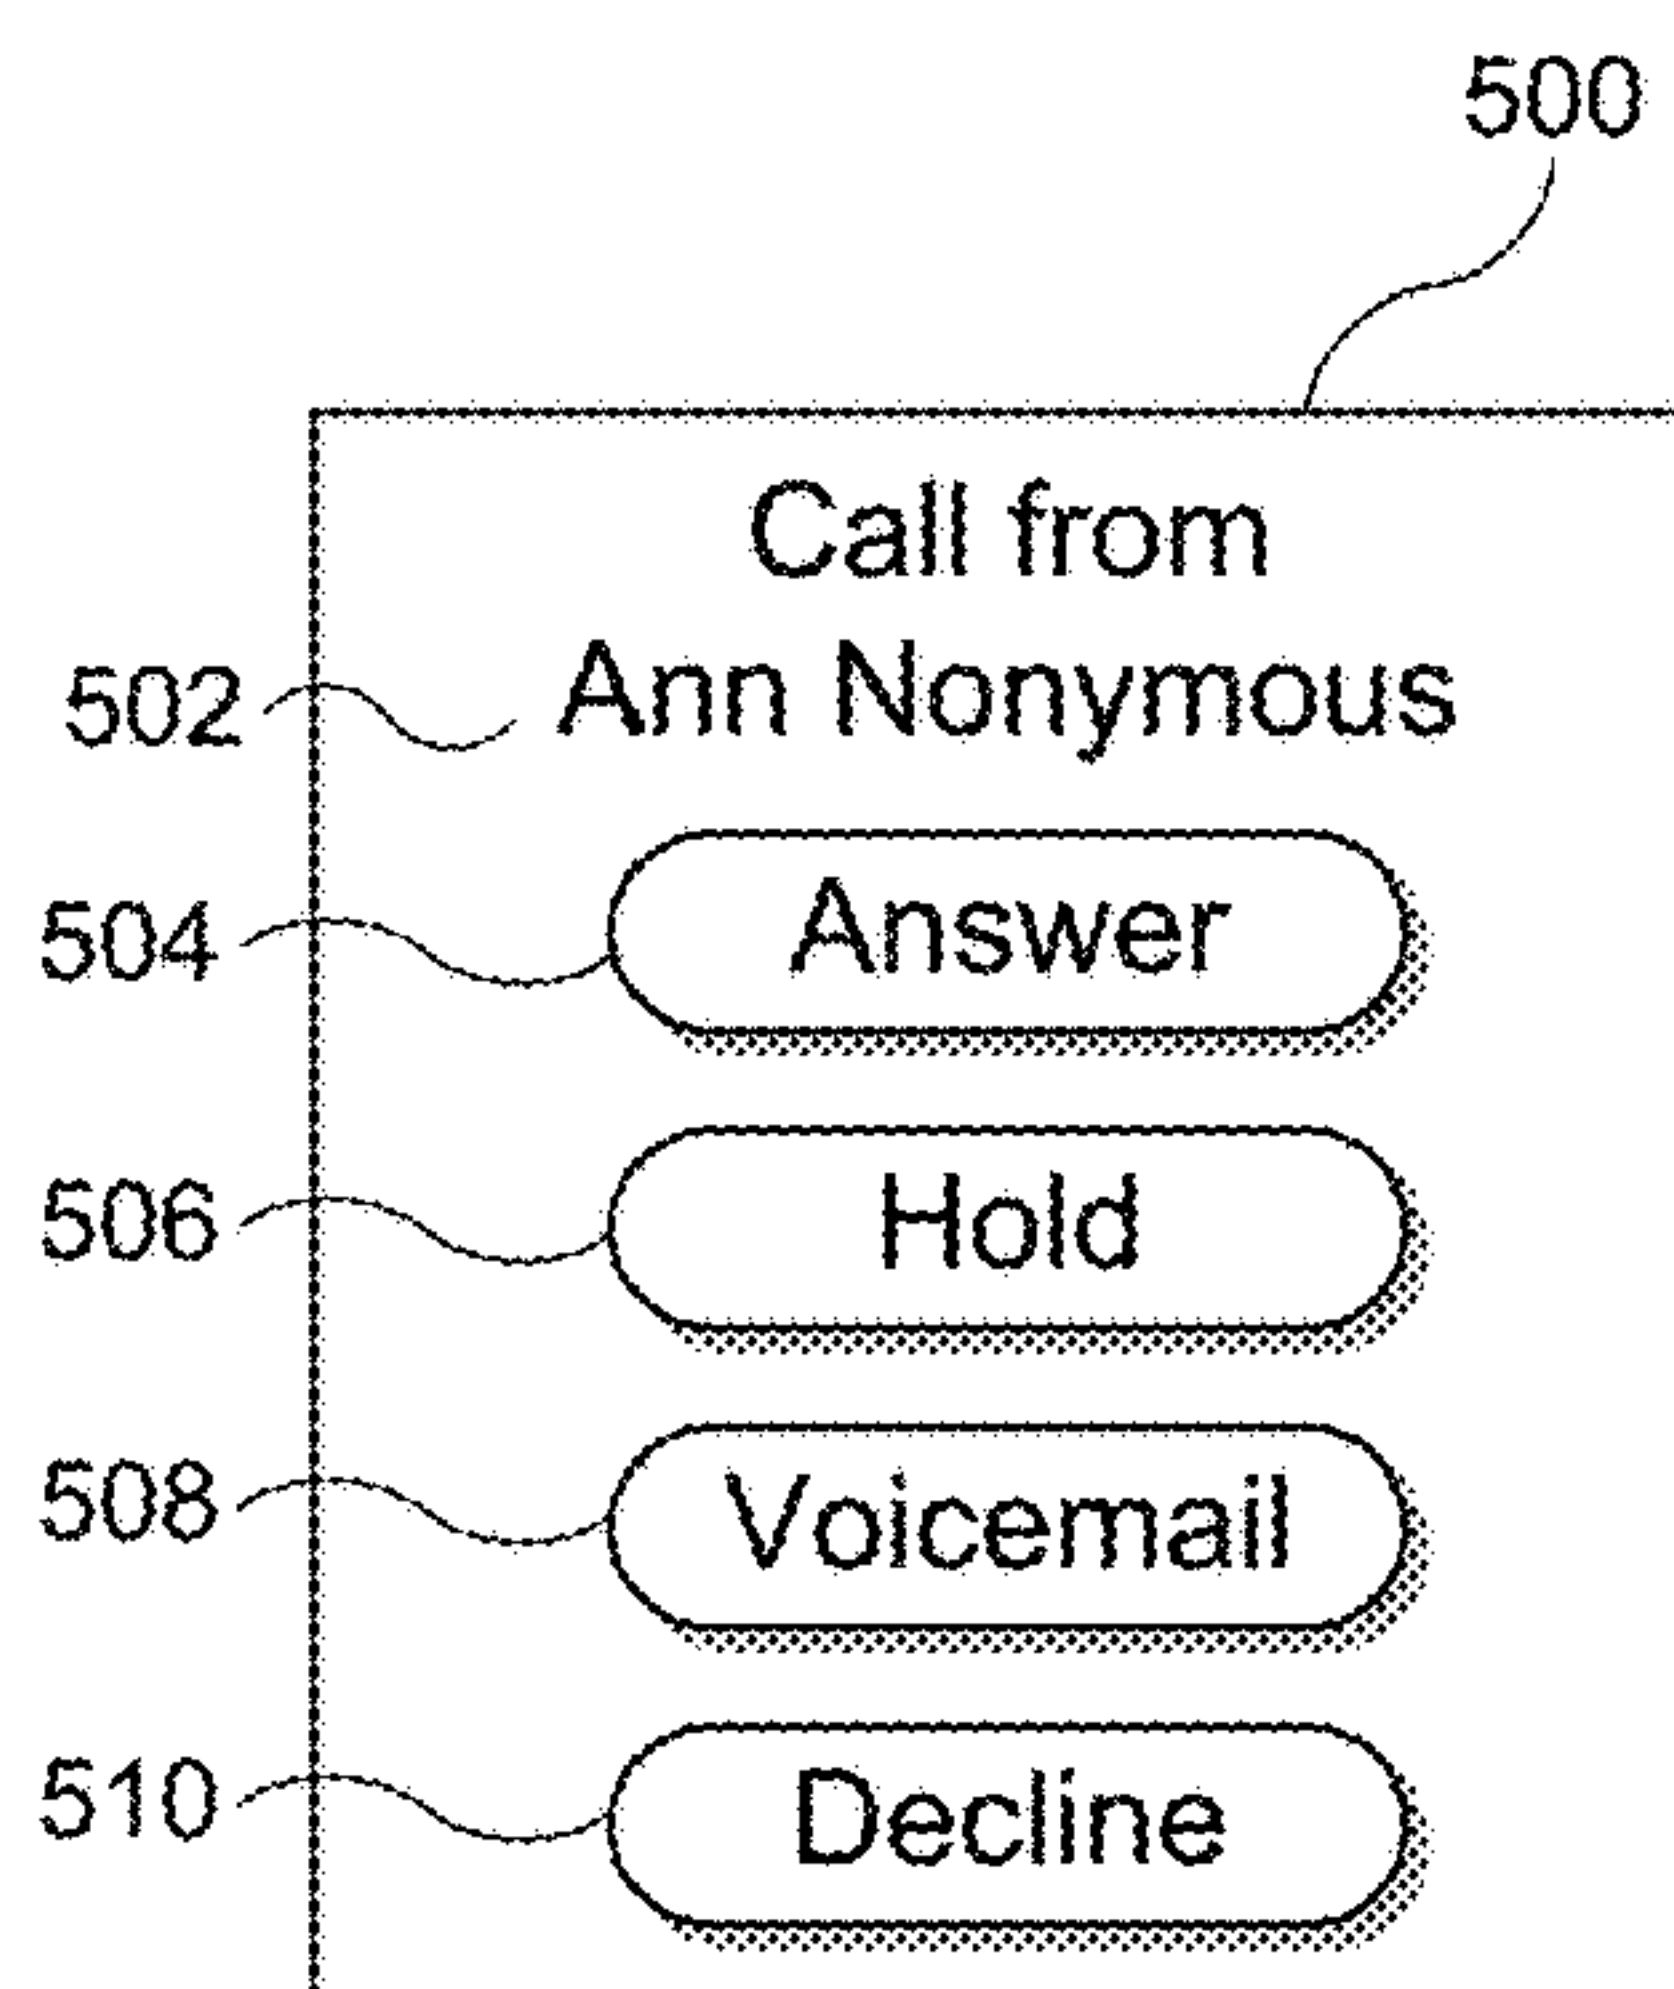 500
Call from
502 Ann Nonymous
504 Answer
506 Hold
508 Voicemail
510 Decline